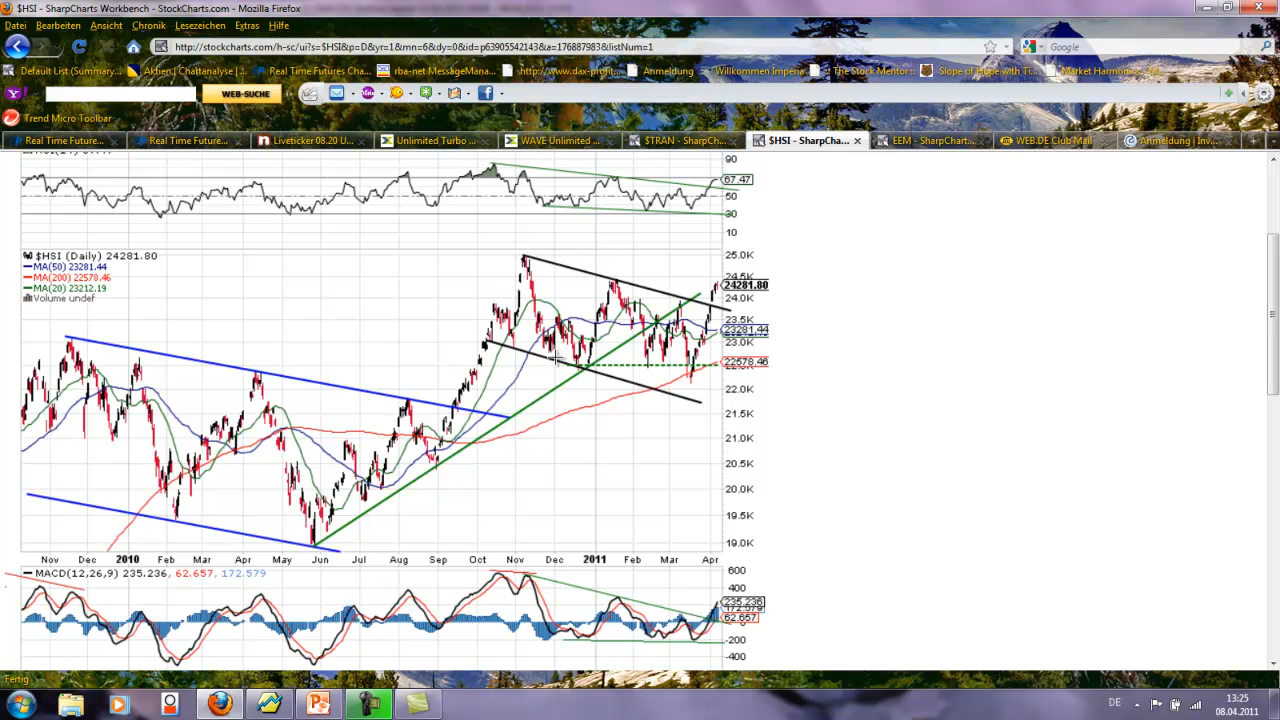 $HSI - SharpCharts Workbench - StockCharts.com - Mozilla Firefox
Datei Bearbeiten Ansicht Chronik Lesezeichen Extras Hilfe
http://stockcharts.com/h-sc/ui?s=$HSI&p=D&yr=1&mn=6&dy=0&id=p63905542143&a=176887983&listNum=1
Google
Default List (Summary... Aktien | Chartanalyse |... Real Time Futures Cha... rba-net MessageMana... http://www.dax-profit... Anmeldung Willkommen Imperia The Stock Mentor : Slope of Hope with Ti... Market Harmonics, M...
WEB-SUCHE
Trend Micro Toolbar
Real Time Future... Real Time Future... Liveticker 08.20 U... Unlimited Turbo ... WAVE Unlimited ... $TRAN - SharpCh... $HSI - SharpCha... EEM - SharpChart... WEB.DE Club Mail Anmeldung | Inv...
90
67.47
50
30
10
$HSI (Daily) 24281.80
MA(50) 23281.44
MA(200) 22578.46
MA(20) 23212.19
Volume undef
25.0K
24.5K
24281.80
24.0K
23.5K
23281.44
23.0K
22578.46
22.0K
21.5K
21.0K
20.5K
20.0K
19.5K
19.0K
Nov Dec 2010 Feb Mar Apr May Jun Jul Aug Sep Oct Nov Dec 2011 Feb Mar Apr
MACD(12,26,9) 235.236, 62.657, 172.579
600
400
235.236
172.579
62.657
-200
-400
Fertig
DE
13:25
08.04.2011